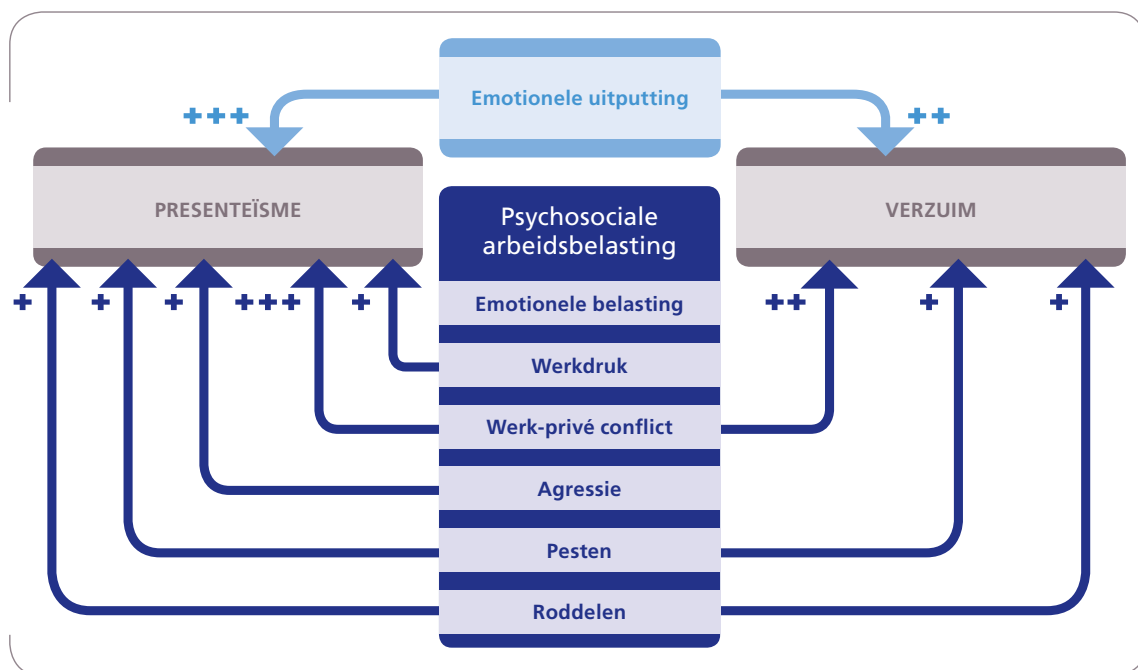 Emotionele uitputting
+++
++
PRESENTEÏSME
VERZUIM
Psychosociale
arbeidsbelasting
+
+
+
+++
+
++
+
+
Emotionele belasting
Werkdruk
Werk-privé conflict
Agressie
Pesten
Roddelen